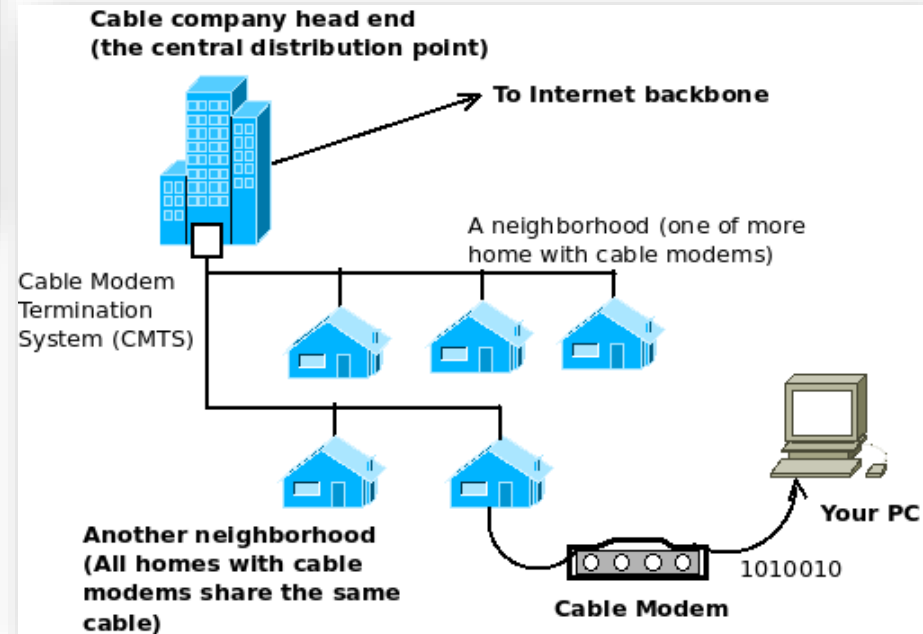 Cable company head end
(the central distribution point)
To Internet backbone
A neighborhood (one of more
home with cable modems)
Cable Modem
Termination
System (CMTS)
Your PC
1010010
Cable Modem
Another neighborhood
(All homes with cable
modems share the same
cable)